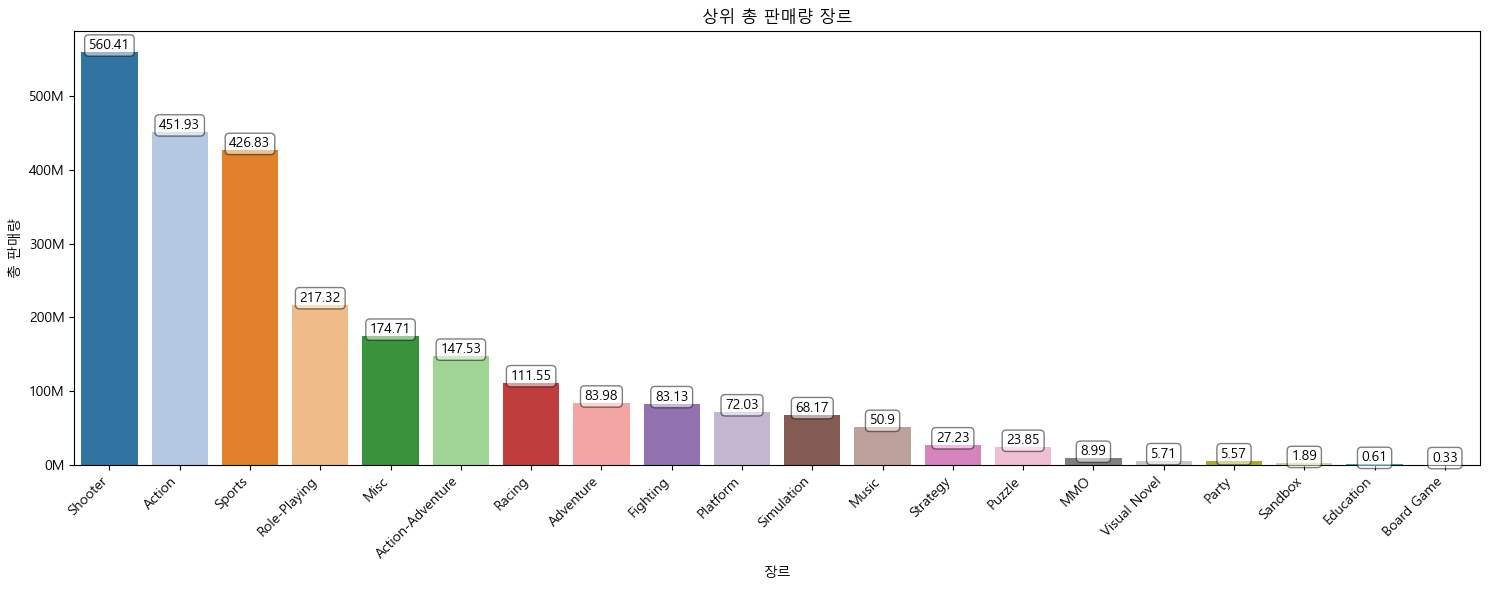 상위 총 판매량 장르
총 판매량
500M
400M
300M
200M
100M
0M
560.41
451.93
426.83
217.32
174.71
147.53
111.55
83.98
83.13
72.03
68.17
50.9
27.23
23.85
8.99
5.71
5.57
1.89
0.61
0.33
Shooter
Action
Sports
Role-Playing
Misc
Action-Adventure
Racing
Adventure
Fighting
Platform
Simulation
Music
Strategy
Puzzle
MMO
Visual Novel
Party
Sandbox
Education
Board Game
장르